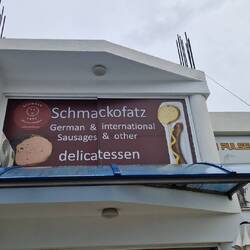 Schmackofatz
German & international
Sausages & other
delicatessen